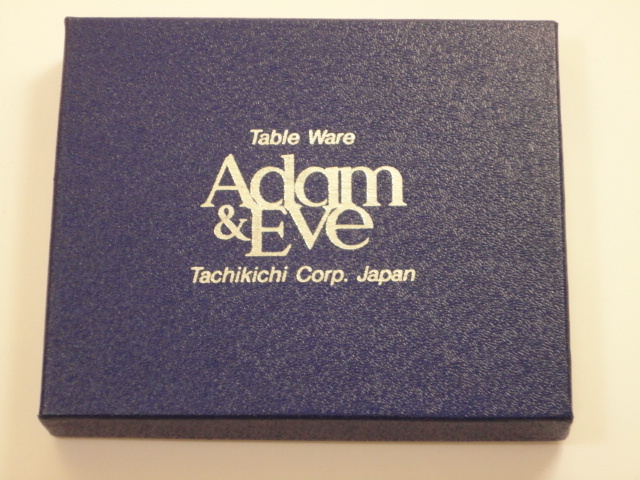 Table Ware
Adam
& Eve
Tachikichi Corp. Japan